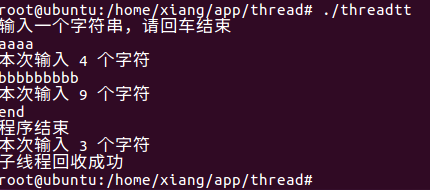 root@ubuntu:/home/xiang/app/thread# ./threadtt
输入一个字符串，请回车结束
aaaa
本次输入 4 个字符
bbbbbbbbb
本次输入 9 个字符
end
程序结束
本次输入 3 个字符
子线程回收成功
root@ubuntu:/home/xiang/app/thread#